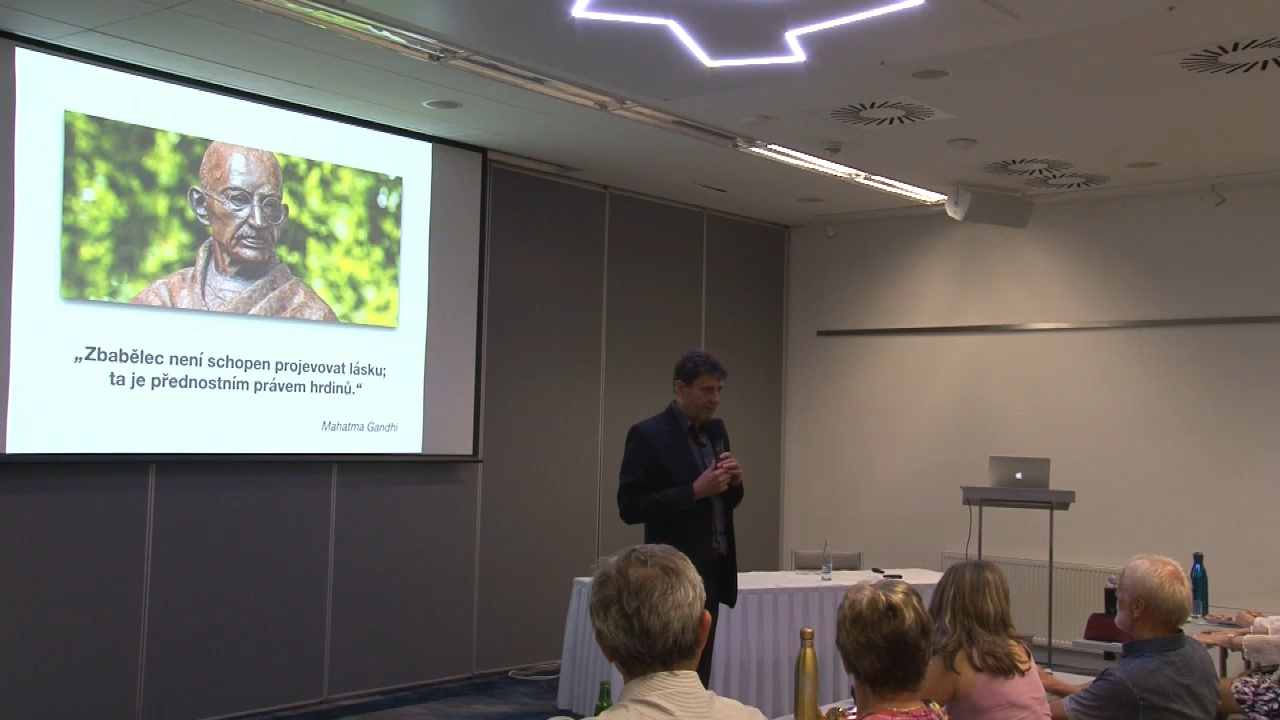 „Zbabělec není schopen projevovat lásku;
ta je přednostním právem hrdinů.“
Mahatma Gandhi